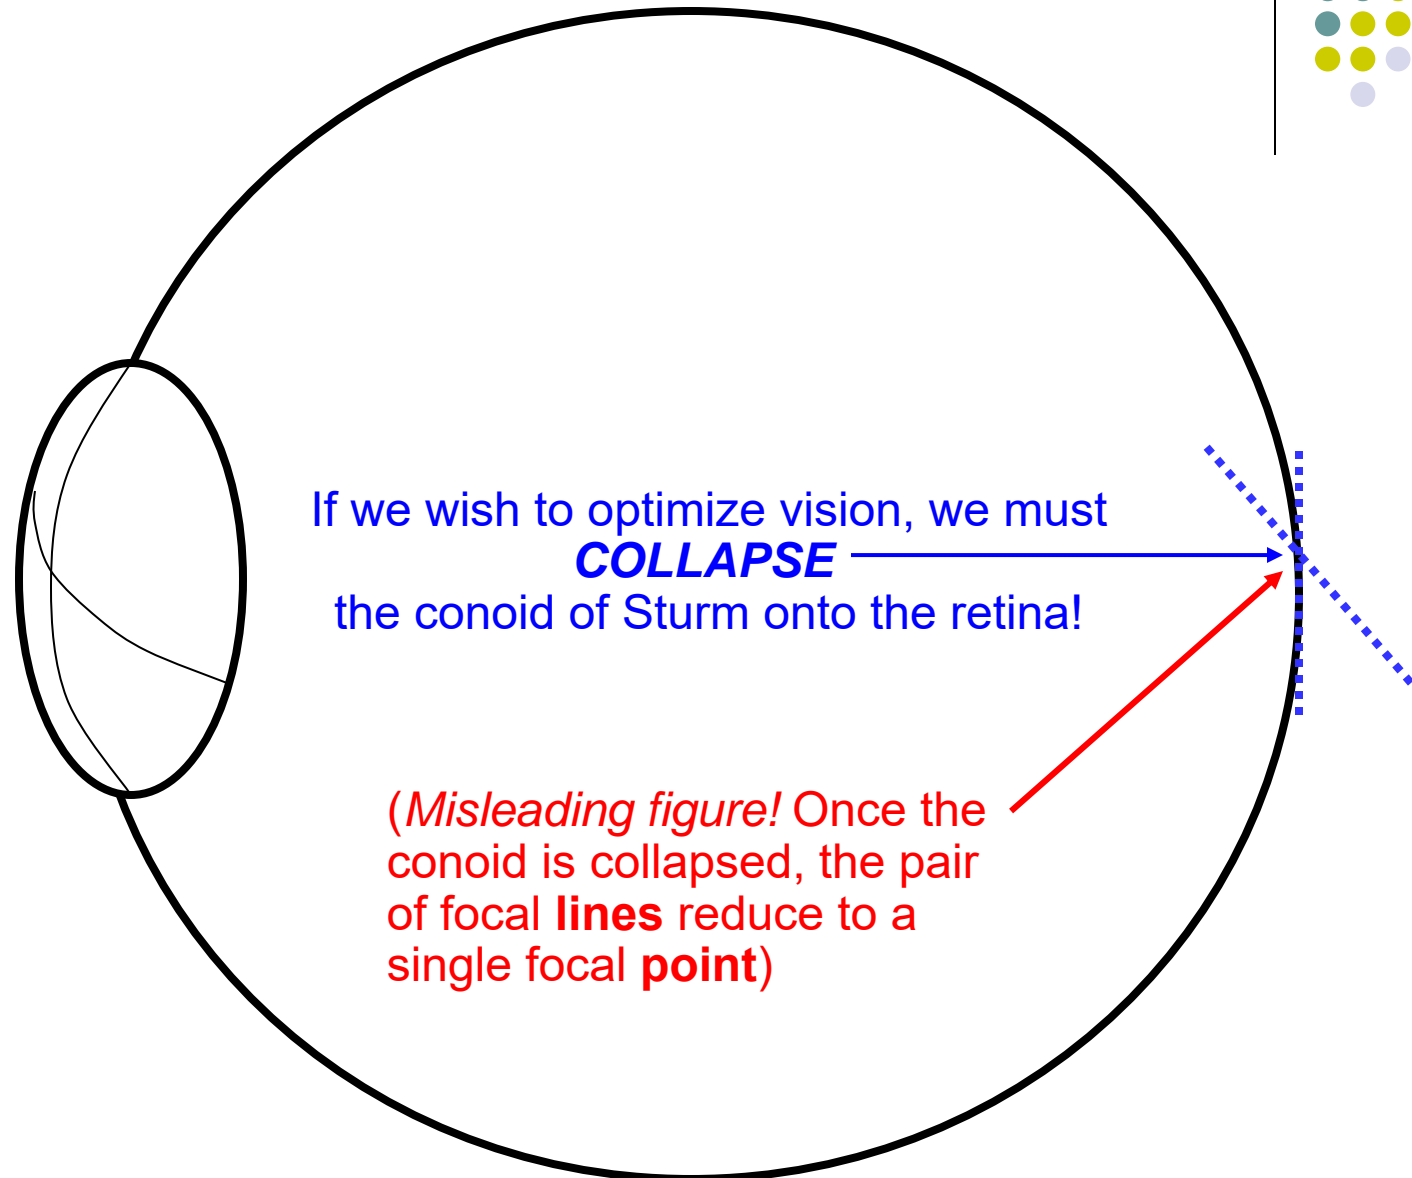 If we wish to optimize vision, we must
COLLAPSE
the conoid of Sturm onto the retina!
(Misleading figure! Once the
conoid is collapsed, the pair
of focal lines reduce to a
single focal point)